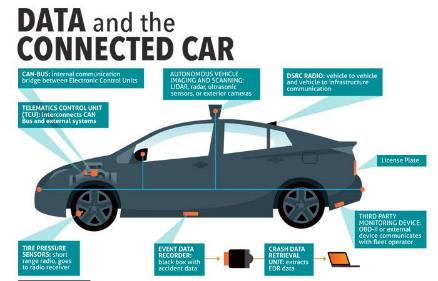 DATA and the
CONNECTED CAR
CAN-BUS: internal communication
bridge between Electronic Control Units
AUTONOMOUS VEHICLE
IMAGING AND SCANNING:
LIDAR, radar, ultrasonic
sensors, or exterior cameras
DSRC RADIO: vehicle to vehicle
and vehicle to infrastructure
communication
TELEMATICS CONTROL UNIT
(TCU): interconnects CAN
Bus and external systems
License Plate
TIRE PRESSURE
SENSORS: short
range radio, goes
to radio receiver
EVENT DATA
RECORDER:
black box with
accident data
CRASH DATA
RETRIEVAL
UNIT: extracts
EDR data
THIRD PARTY
MONITORING DEVICE:
OBD-II or external
device communicates
with fleet operator